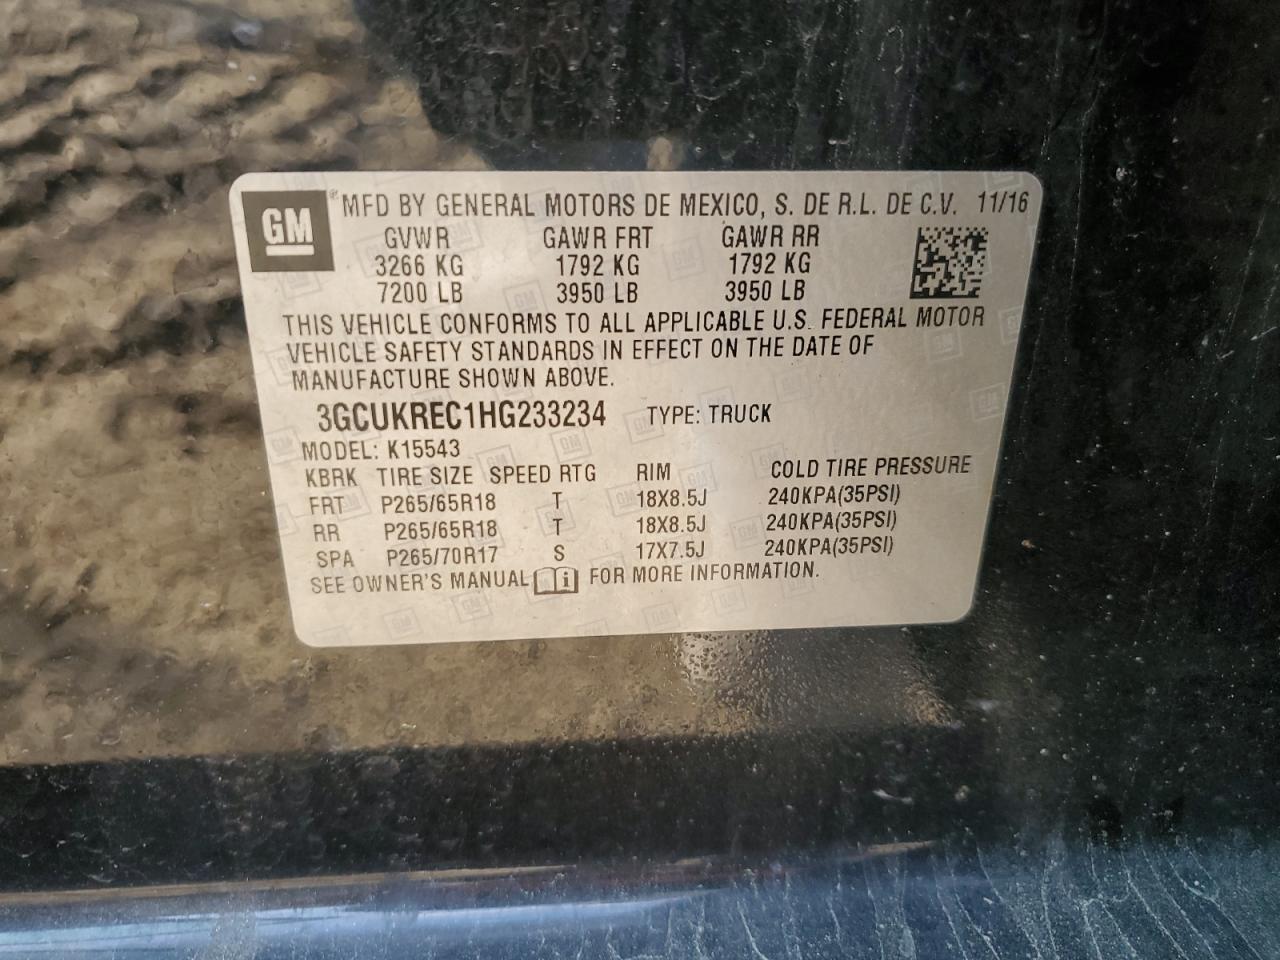 GM ® MFD BY GENERAL MOTORS DE MEXICO, S. DE R.L. DE C.V. 11/16
GVWR GAWR FRT GAWR RR
3266 KG 1792 KG 1792 KG
7200 LB 3950 LB 3950 LB
THIS VEHICLE CONFORMS TO ALL APPLICABLE U.S. FEDERAL MOTOR
VEHICLE SAFETY STANDARDS IN EFFECT ON THE DATE OF
MANUFACTURE SHOWN ABOVE.
3GCUKREC1HG233234 TYPE: TRUCK
MODEL: K15543
KBRK TIRE SIZE SPEED RTG RIM COLD TIRE PRESSURE
FRT P265/65R18 T 18X8.5J 240KPA(35PSI)
RR P265/65R18 T 18X8.5J 240KPA(35PSI)
SPA P265/70R17 S 17X7.5J 240KPA(35PSI)
SEE OWNER'S MANUAL i FOR MORE INFORMATION.